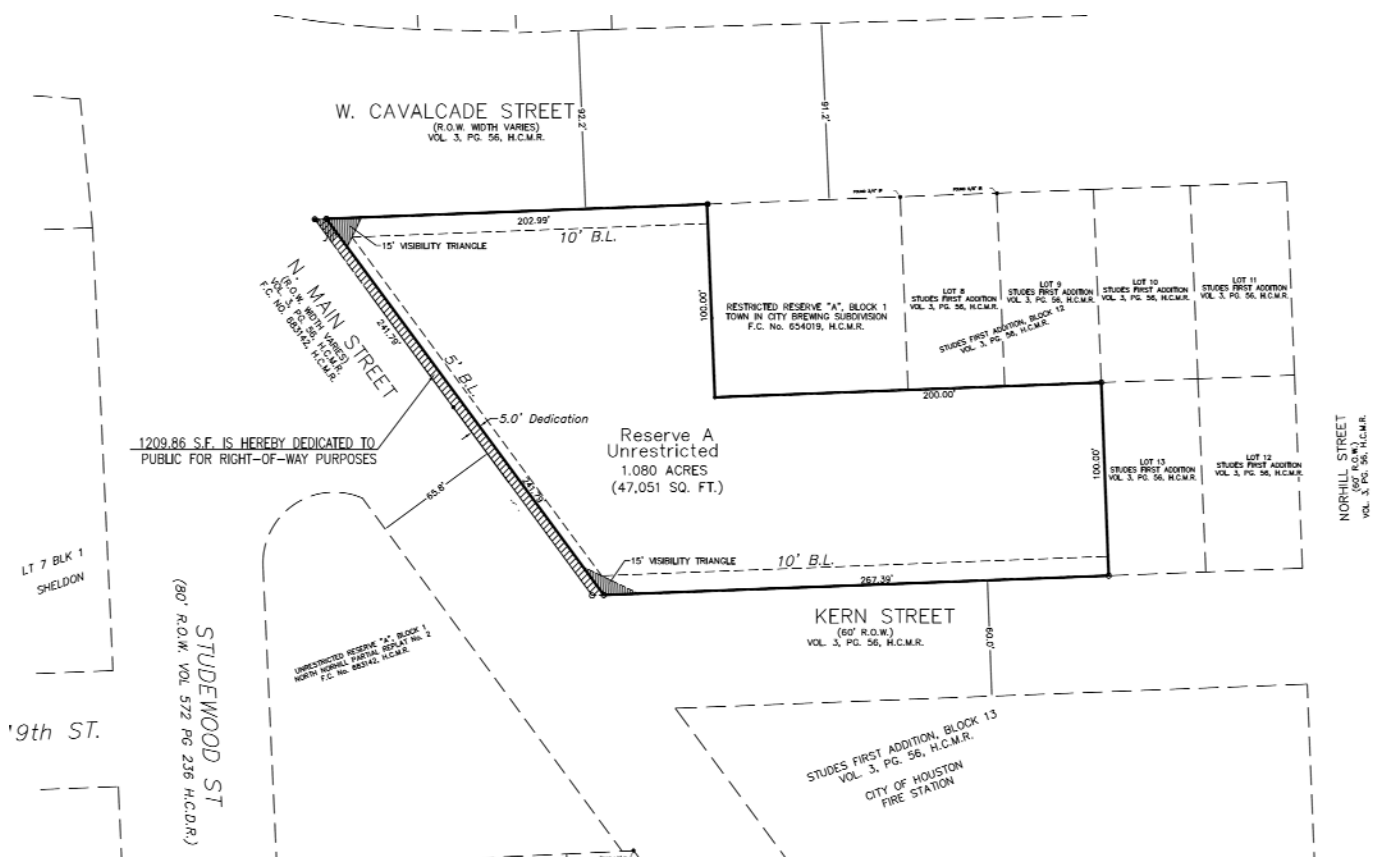 W. CAVALCADE STREET
(R.O.W. WIDTH VARIES)
VOL. 3, PG. 56, H.C.M.R.
92.2'
91.2'
202.99'
10' B.L.
15' VISIBILITY TRIANGLE
N. MAIN STREET
(R.O.W. WIDTH VARIES)
VOL. 3, PG. 56, H.C.M.R.
F.C. No. 683142, H.C.M.R.
241.79'
5' B.L.
5.0' Dedication
100.00'
RESTRICTED RESERVE "A", BLOCK 1
TOWN IN CITY BREWING SUBDIVISION
F.C. No. 654019, H.C.M.R.
LOT 8
STUDES FIRST ADDITION
VOL. 3, PG. 56, H.C.M.R.
LOT 9
STUDES FIRST ADDITION
VOL. 3, PG. 56, H.C.M.R.
LOT 10
STUDES FIRST ADDITION
VOL. 3, PG. 56, H.C.M.R.
LOT 11
STUDES FIRST ADDITION
VOL. 3, PG. 56, H.C.M.R.
STUDES FIRST ADDITION, BLOCK 12
VOL. 3, PG. 56, H.C.M.R.
200.00'
1209.86 S.F. IS HEREBY DEDICATED TO
PUBLIC FOR RIGHT-OF-WAY PURPOSES
Reserve A
Unrestricted
1.080 ACRES
(47,051 SQ. FT.)
65.8'
241.79'
100.00'
LOT 13
STUDES FIRST ADDITION
VOL. 3, PG. 56, H.C.M.R.
LOT 12
STUDES FIRST ADDITION
VOL. 3, PG. 56, H.C.M.R.
NORHILL STREET
(60' R.O.W.)
VOL. 3, PG. 56, H.C.M.R.
15' VISIBILITY TRIANGLE
10' B.L.
267.39'
KERN STREET
(60' R.O.W.)
VOL. 3, PG. 56, H.C.M.R.
60.0'
LT 7 BLK 1
SHELDON
UNRESTRICTED RESERVE "A", BLOCK 1
NORTH NORHILL PARTIAL REPLAT No. 2
F.C. No. 683142, H.C.M.R.
STUDEWOOD ST
(80' R.O.W. VOL 572 PG 236 H.C.D.R.)
9th ST.
STUDES FIRST ADDITION, BLOCK 13
VOL. 3, PG. 56, H.C.M.R.
CITY OF HOUSTON
FIRE STATION